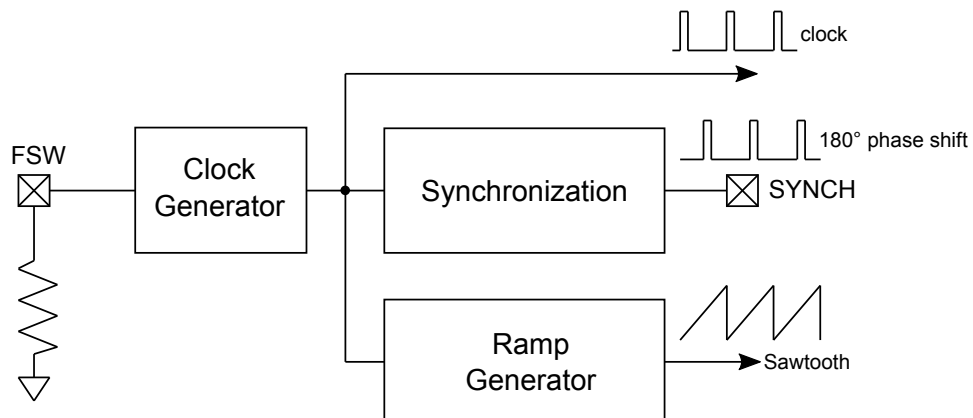 clock
180° phase shift
FSW
Clock
Generator
Synchronization
SYNCH
Ramp
Generator
Sawtooth